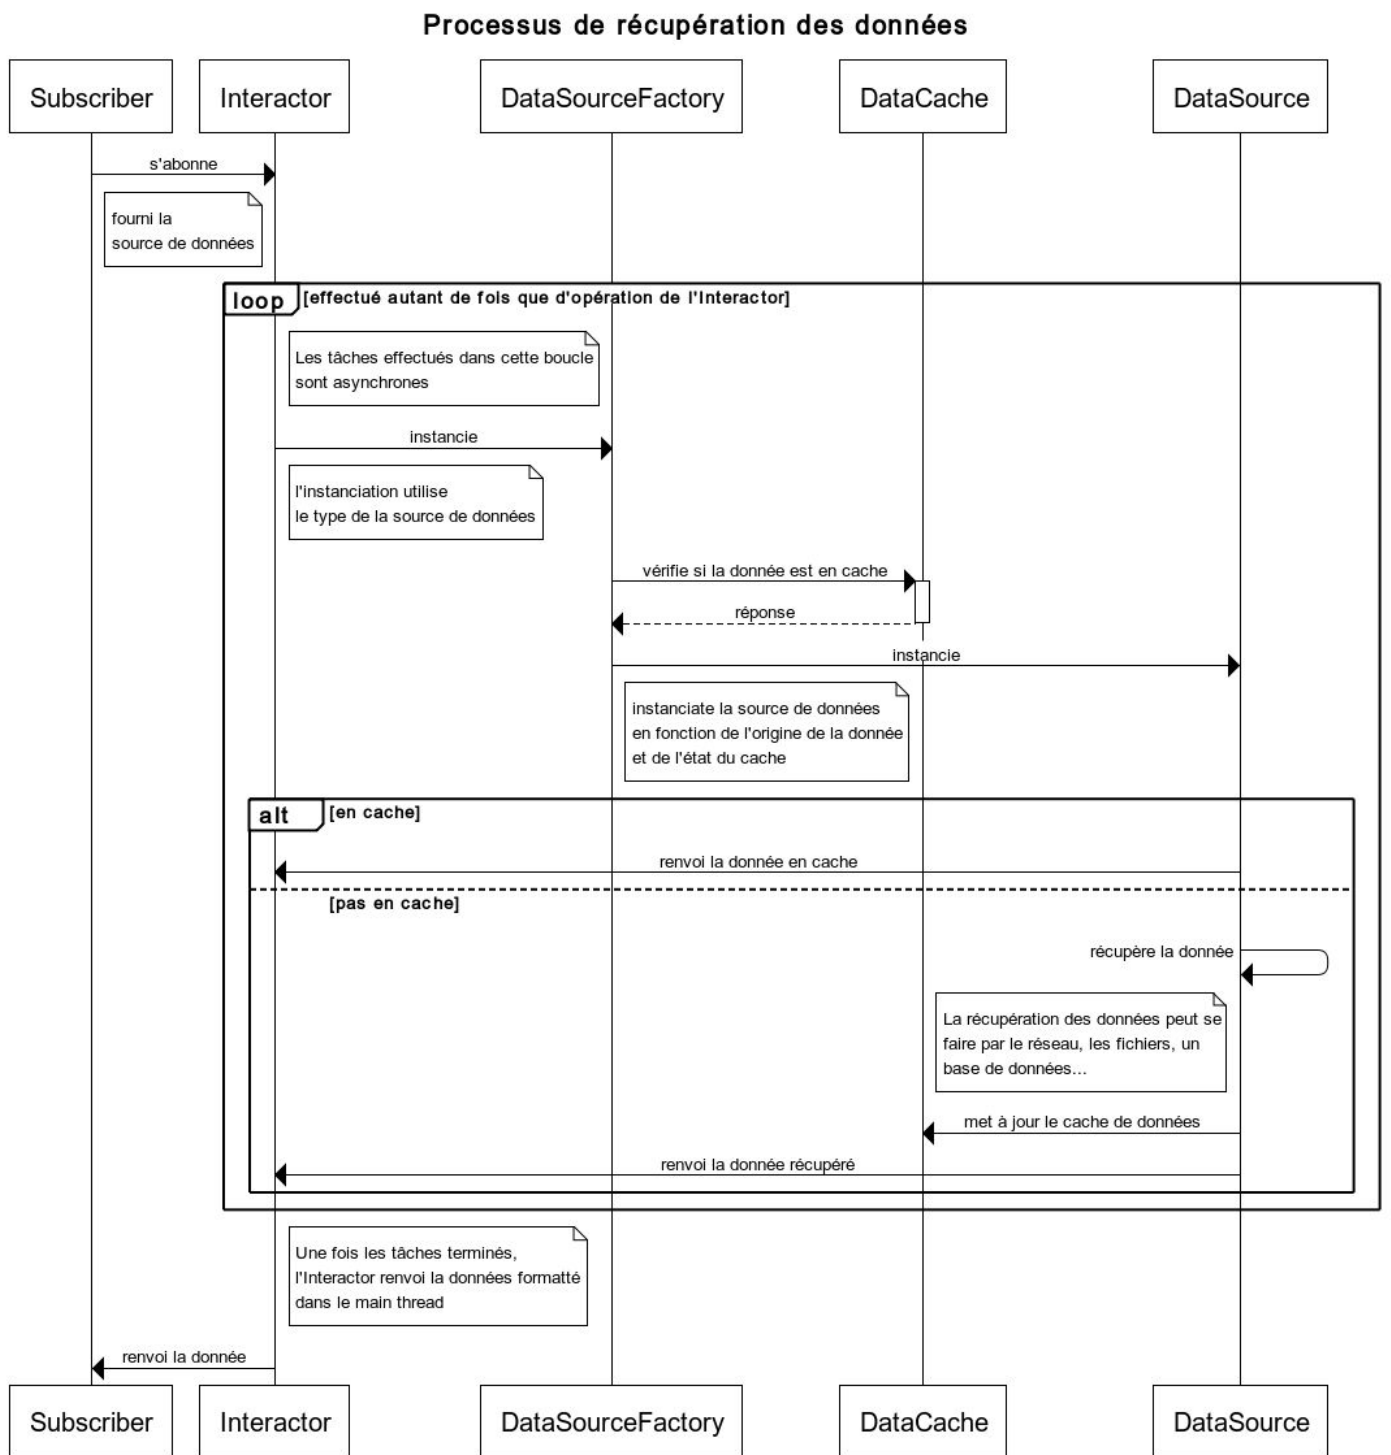 Processus de récupération des données
Subscriber
Interactor
DataSourceFactory
DataCache
DataSource
s'abonne
fourni la
source de données
loop
[effectué autant de fois que d'opération de l'Interactor]
Les tâches effectués dans cette boucle
sont asynchrones
instancie
l'instanciation utilise
le type de la source de données
vérifie si la donnée est en cache
réponse
instancie
instanciate la source de données
en fonction de l'origine de la donnée
et de l'état du cache
alt
[en cache]
renvoi la donnée en cache
[pas en cache]
récupère la donnée
La récupération des données peut se
faire par le réseau, les fichiers, un
base de données...
met à jour le cache de données
renvoi la donnée récupéré
Une fois les tâches terminés,
l'Interactor renvoi la données formatté
dans le main thread
renvoi la donnée
Subscriber
Interactor
DataSourceFactory
DataCache
DataSource